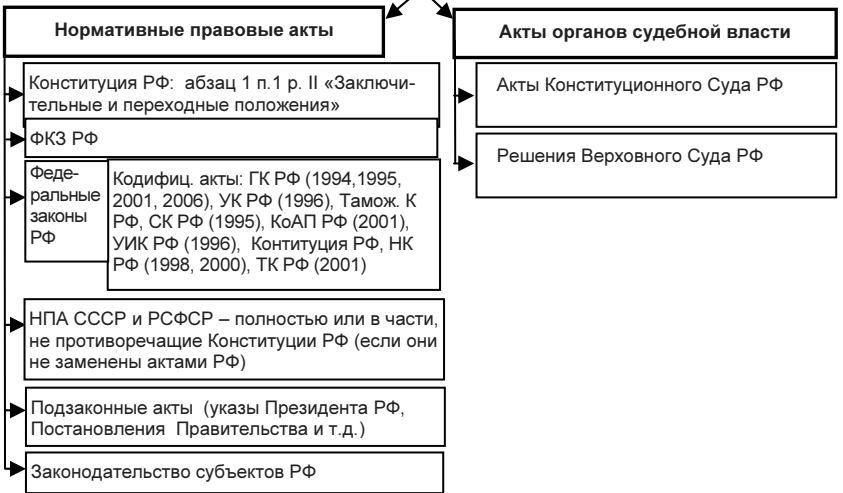 Нормативные правовые акты
Акты органов судебной власти
Конституция РФ: абзац 1 п.1 р. II «Заключи-
тельные и переходные положения»
ФКЗ РФ
Феде-
ральные
законы
РФ
Кодифиц. акты: ГК РФ (1994,1995,
2001, 2006), УК РФ (1996), Тамож. К
РФ, СК РФ (1995), КоАП РФ (2001),
УИК РФ (1996), Контитуция РФ, НК
РФ (1998, 2000), ТК РФ (2001)
НПА СССР и РСФСР – полностью или в части,
не противоречащие Конституции РФ (если они
не заменены актами РФ)
Подзаконные акты (указы Президента РФ,
Постановления Правительства и т.д.)
Законодательство субъектов РФ
Акты Конституционного Суда РФ
Решения Верховного Суда РФ